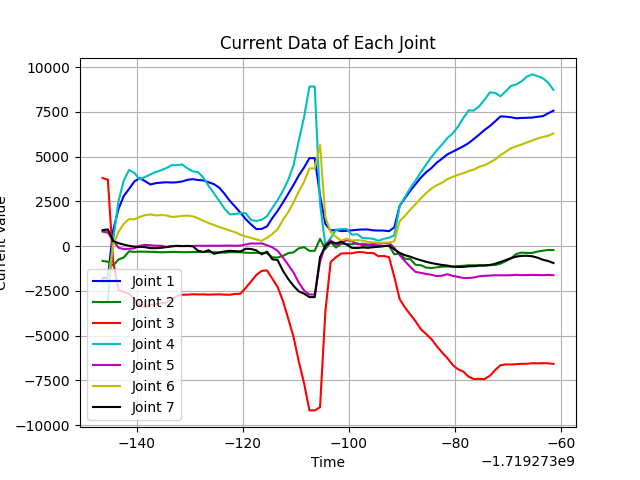 Current Data of Each Joint
10000
7500
5000
2500
0
−2500
−5000
−7500
−10000
Current Value
Joint 1
Joint 2
Joint 3
Joint 4
Joint 5
Joint 6
Joint 7
−140
−120
−100
−80
−60
Time
−1.719273e9